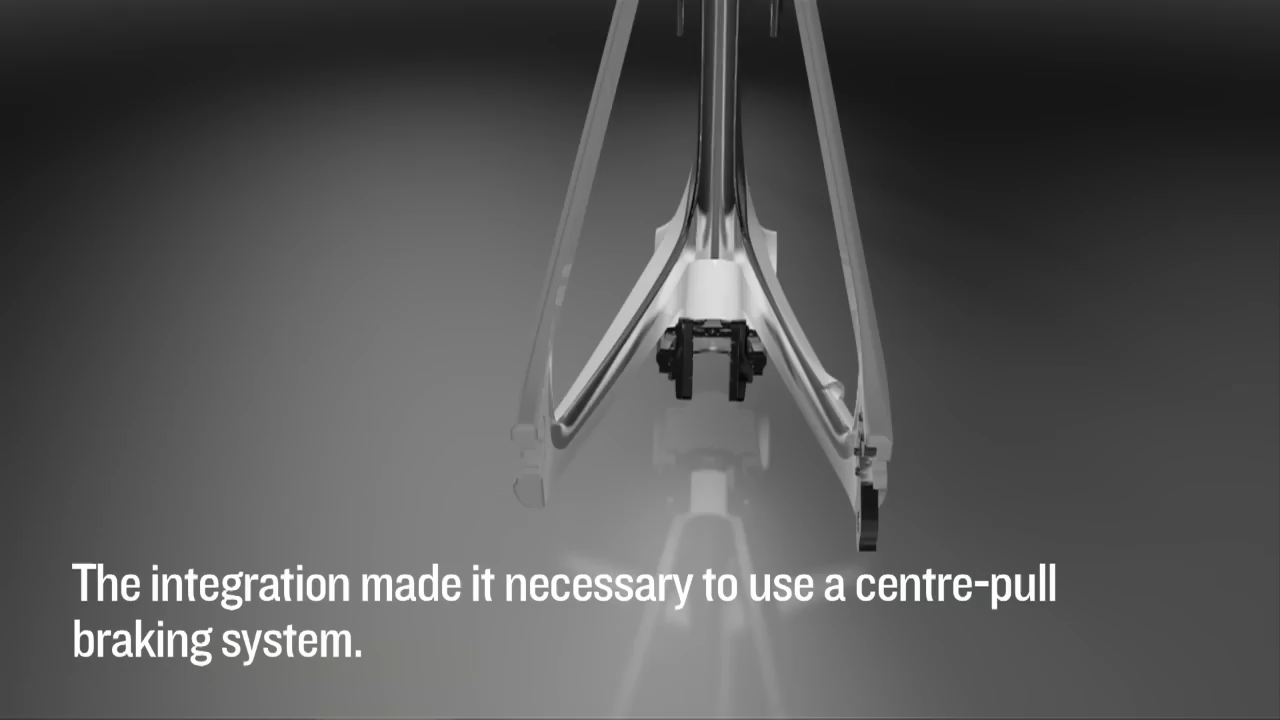 The integration made it necessary to use a centre-pull
braking system.